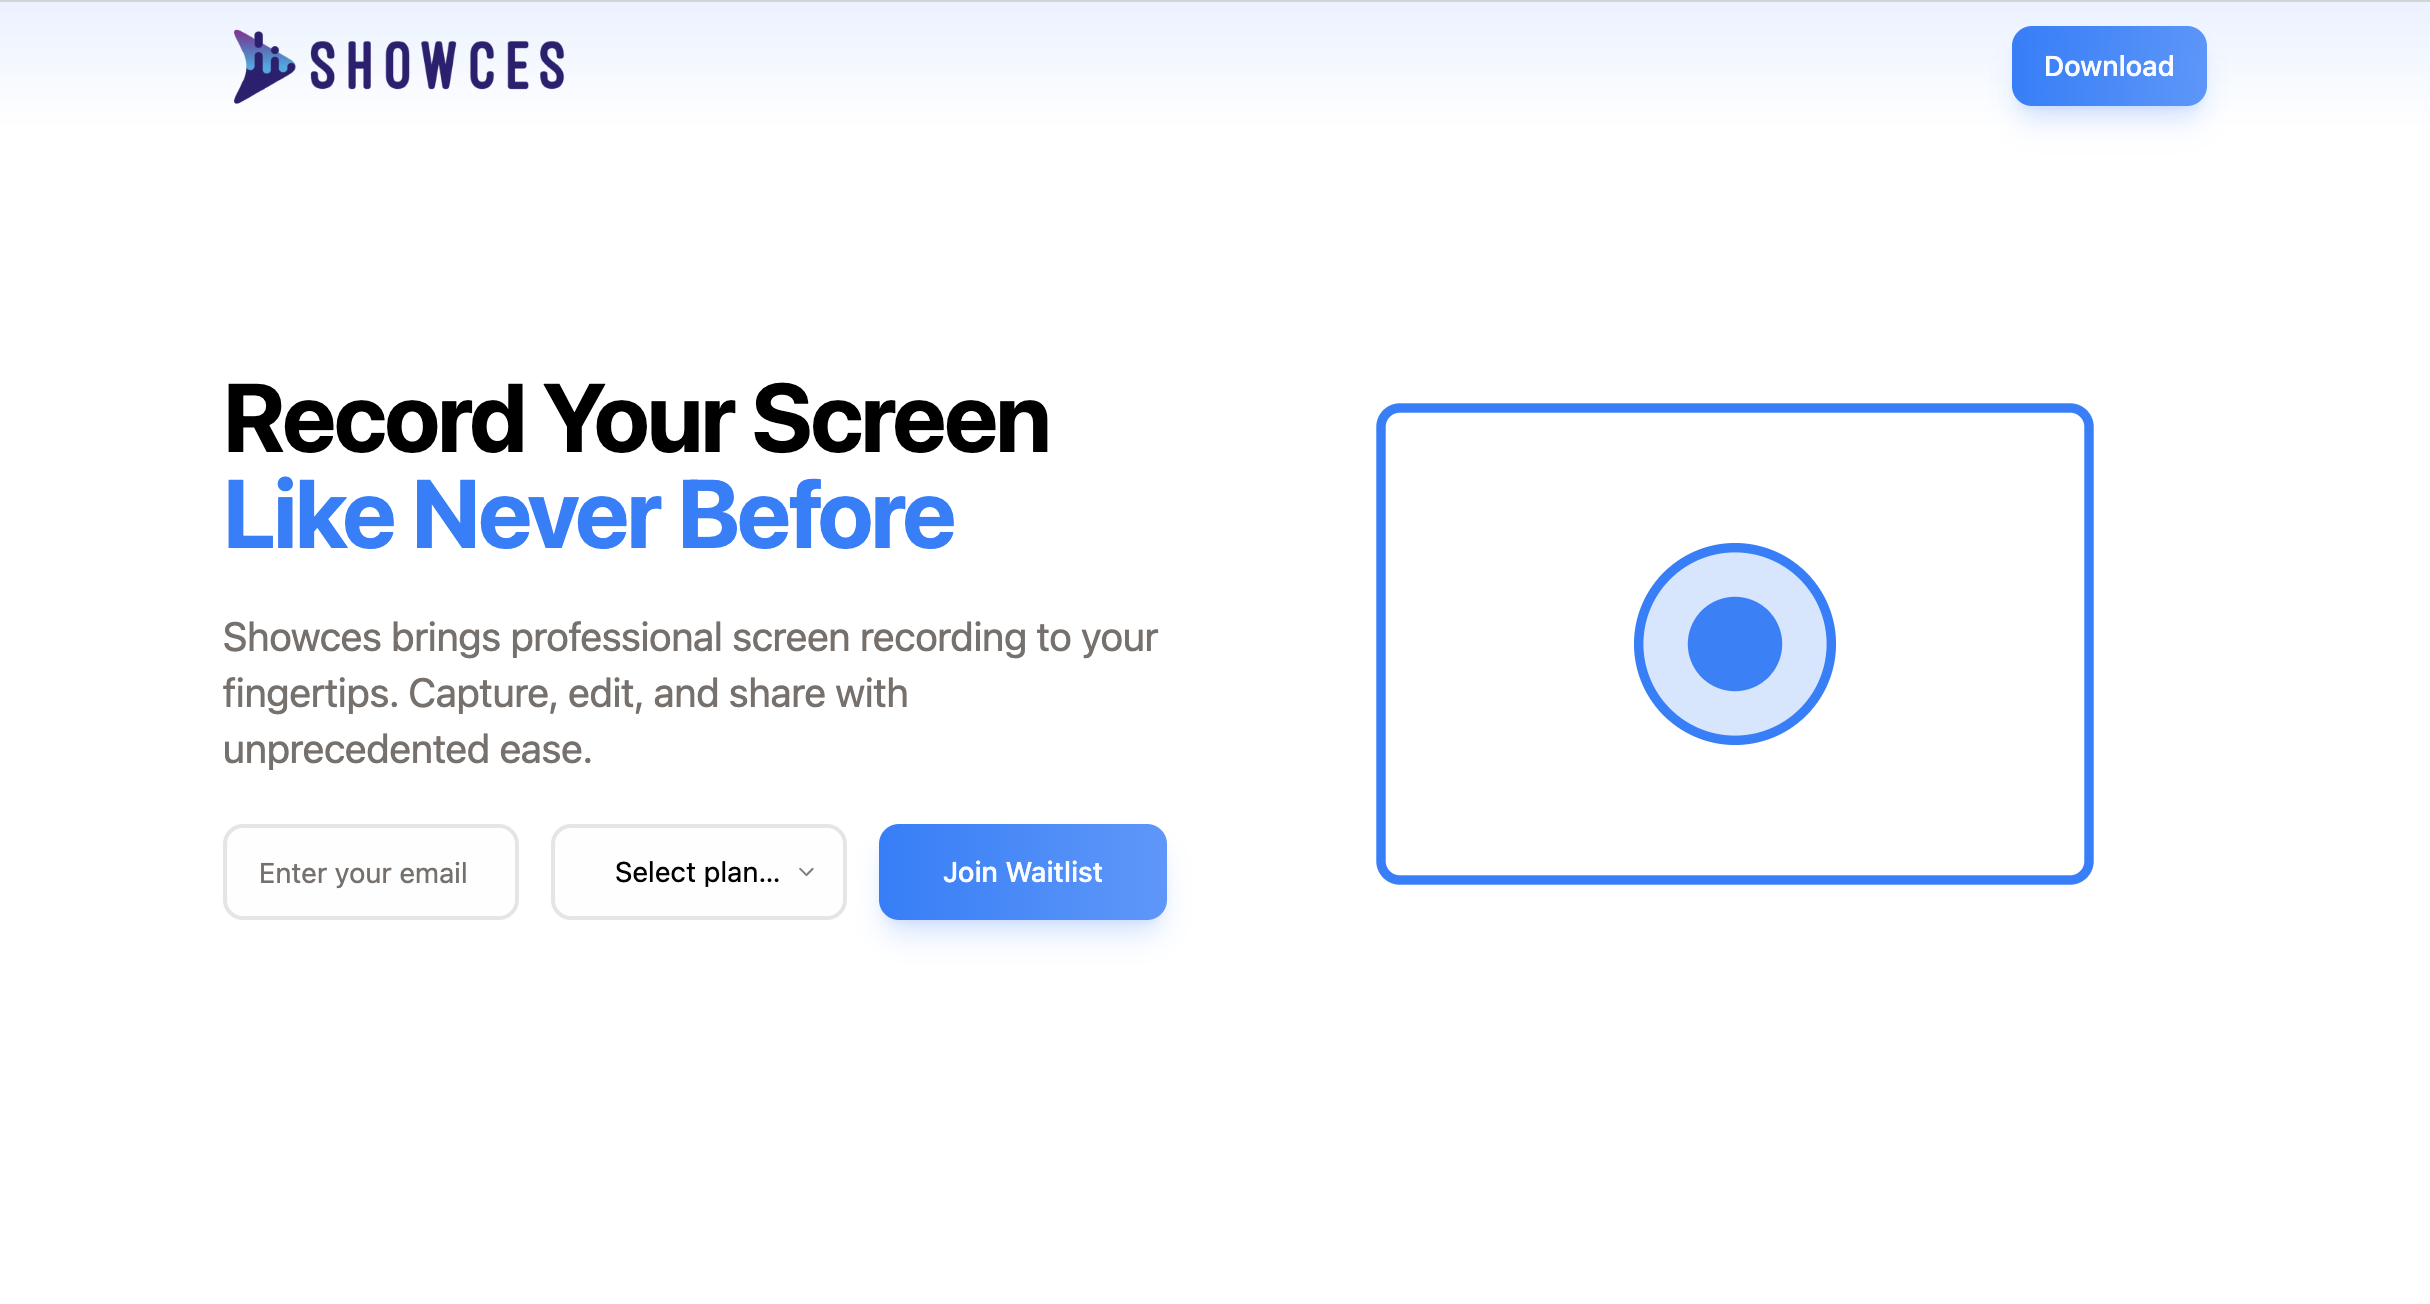 SHOWCES
Download
Record Your Screen
Like Never Before
Showces brings professional screen recording to your
fingertips. Capture, edit, and share with
unprecedented ease.
Enter your email
Select plan...
Join Waitlist